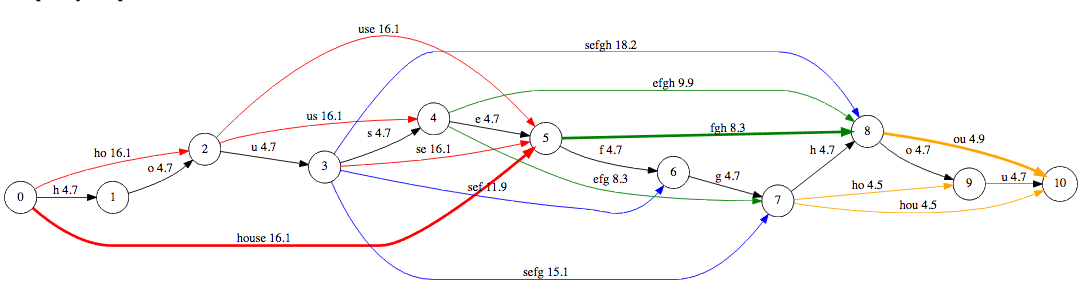 use 16.1
sefgh 18.2
efgh 9.9
us 16.1
4
e 4.7
fgh 8.3
8
ou 4.9
ho 16.1
2
u 4.7
s 4.7
se 16.1
5
f 4.7
h 4.7
o 4.7
o 4.7
3
efg 8.3
6
g 4.7
ho 4.5
9
u 4.7
10
0
h 4.7
1
sef 11.9
7
hou 4.5
house 16.1
sefg 15.1